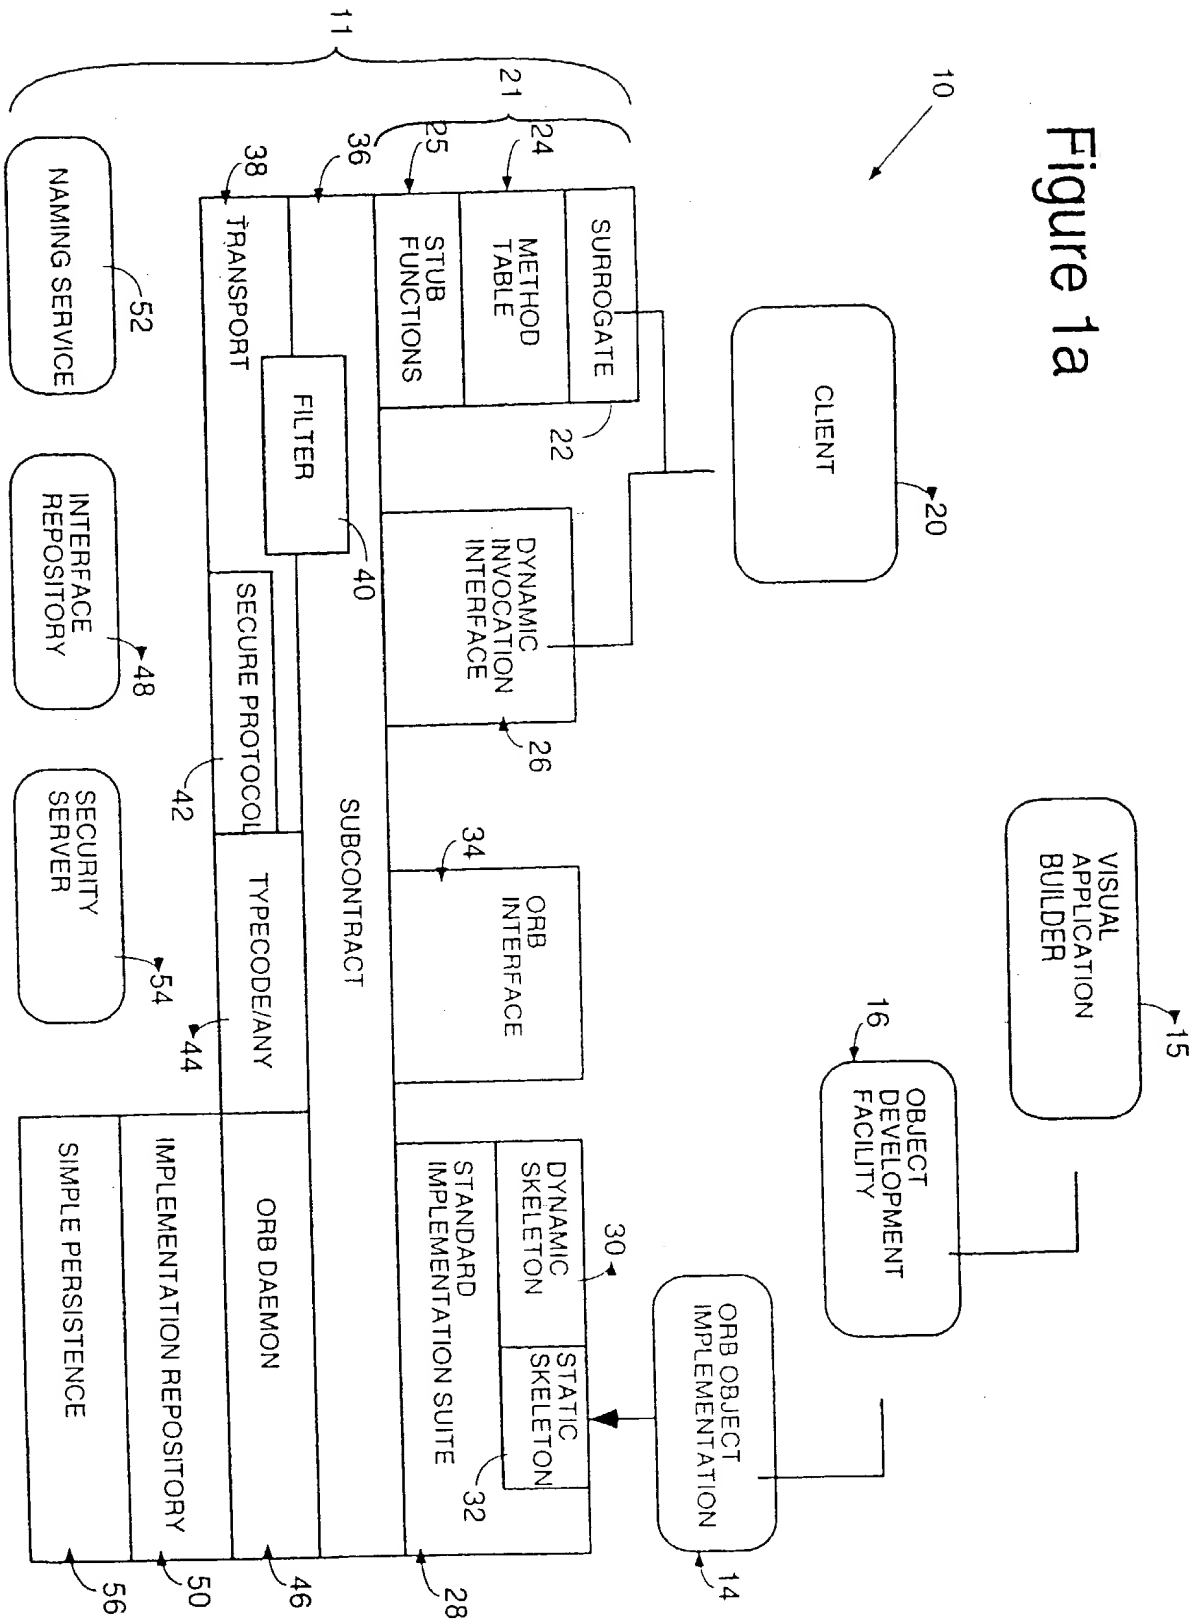 Figure 1a
10
15
VISUAL
APPLICATION
BUILDER
16
OBJECT
DEVELOPMENT
FACILITY
CLIENT
20
ORB OBJECT
IMPLEMENTATION
14
11
21
SURROGATE
22
24
METHOD
TABLE
25
STUB
FUNCTIONS
DYNAMIC
INVOCATION
INTERFACE
26
34
ORB
INTERFACE
30
DYNAMIC
SKELETON
STATIC
SKELETON
32
STANDARD
IMPLEMENTATION SUITE
28
36
SUBCONTRACT
FILTER
40
38
TRANSPORT
SECURE PROTOCOL
42
TYPECODE/ANY
44
ORB DAEMON
46
IMPLEMENTATION REPOSITORY
50
SIMPLE PERSISTENCE
56
NAMING SERVICE
52
INTERFACE
REPOSITORY
48
SECURITY
SERVER
54